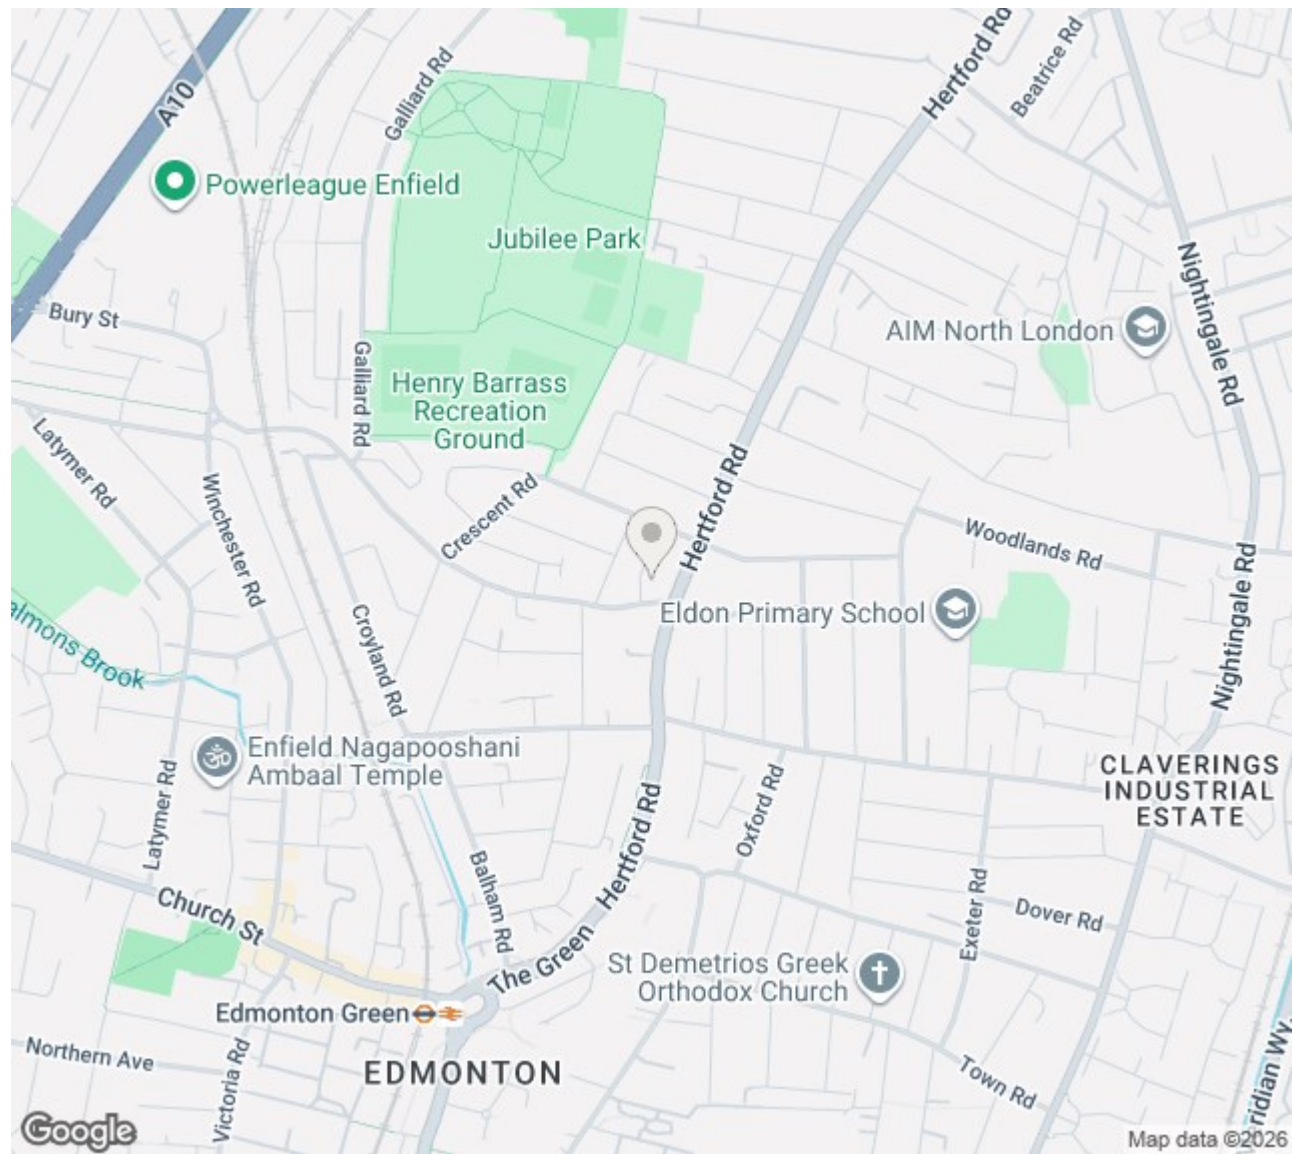 Hertford Rd
Beatrice Rd
Galliard Rd
A10
Powerleague Enfield
Jubilee Park
Nightingale Rd
Bury St
AIM North London
Galliard Rd
Henry Barrass
Recreation
Ground
Latymer Rd
Winchester Rd
Crescent Rd
Hertford Rd
Woodlands Rd
Nightingale Rd
Eldon Primary School
almons Brook
Croyland Rd
Enfield Nagapooshani
Ambaal Temple
Latymer Rd
Oxford Rd
CLAVERINGS
INDUSTRIAL
ESTATE
Hertford Rd
Balham Rd
Church St
Exeter Rd
Dover Rd
The Green
St Demetrios Greek
Orthodox Church
Edmonton Green
Northern Ave
Victoria Rd
EDMONTON
Town Rd
ridian Wy
Google
Map data ©2026